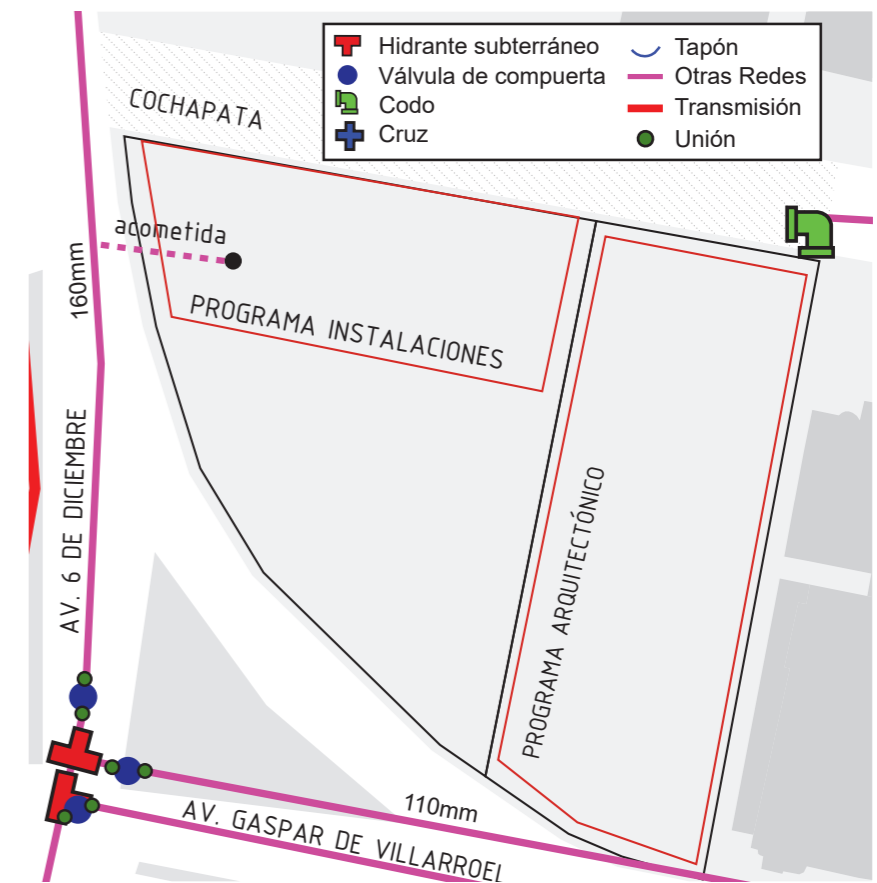 Hidrante subterráneo
Válvula de compuerta
Codo
Cruz
Tapón
Otras Redes
Transmisión
Unión
COCHAPATA
acometida
160mm
PROGRAMA INSTALACIONES
AV. 6 DE DICIEMBRE
PROGRAMA ARQUITECTÓNICO
110mm
AV. GASPAR DE VILLARROEL